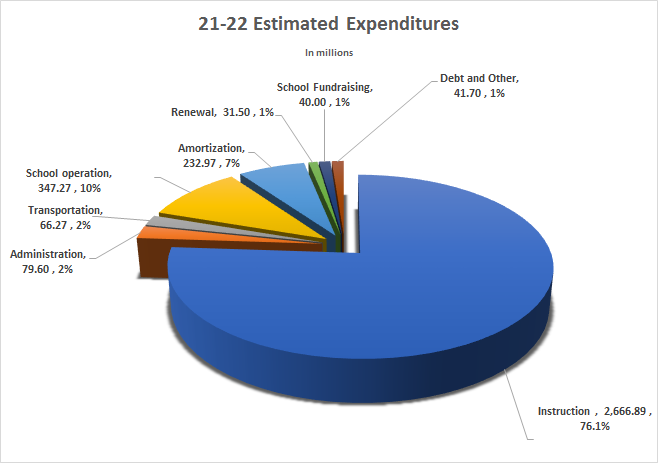 21-22 Estimated Expenditures
In millions
Debt and Other,
41.70 , 1%
School Fundraising,
40.00 , 1%
Renewal, 31.50 , 1%
Amortization,
232.97 , 7%
School operation,
347.27 , 10%
Transportation,
66.27 , 2%
Administration,
79.60 , 2%
Instruction , 2,666.89 ,
76.1%